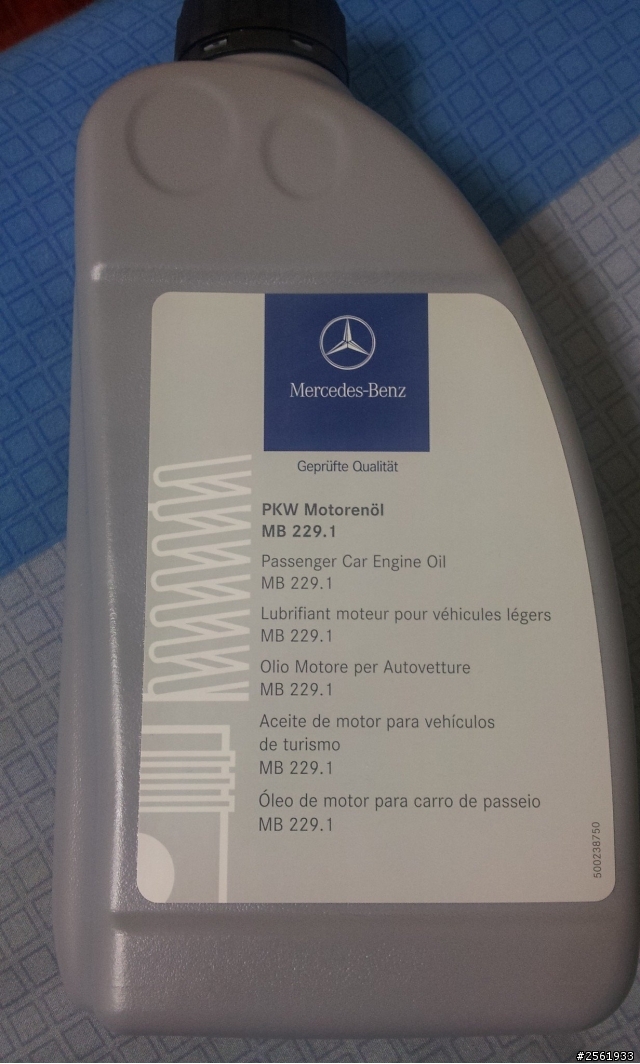 Mercedes-Benz
Geprüfte Qualität
PKW Motorenöl
MB 229.1
Passenger Car Engine Oil
MB 229.1
Lubrifiant moteur pour véhicules légers
MB 229.1
Olio Motore per Autovetture
MB 229.1
Aceite de motor para vehículos
de turismo
MB 229.1
Óleo de motor para carro de passeio
MB 229.1
500238750
#2561933